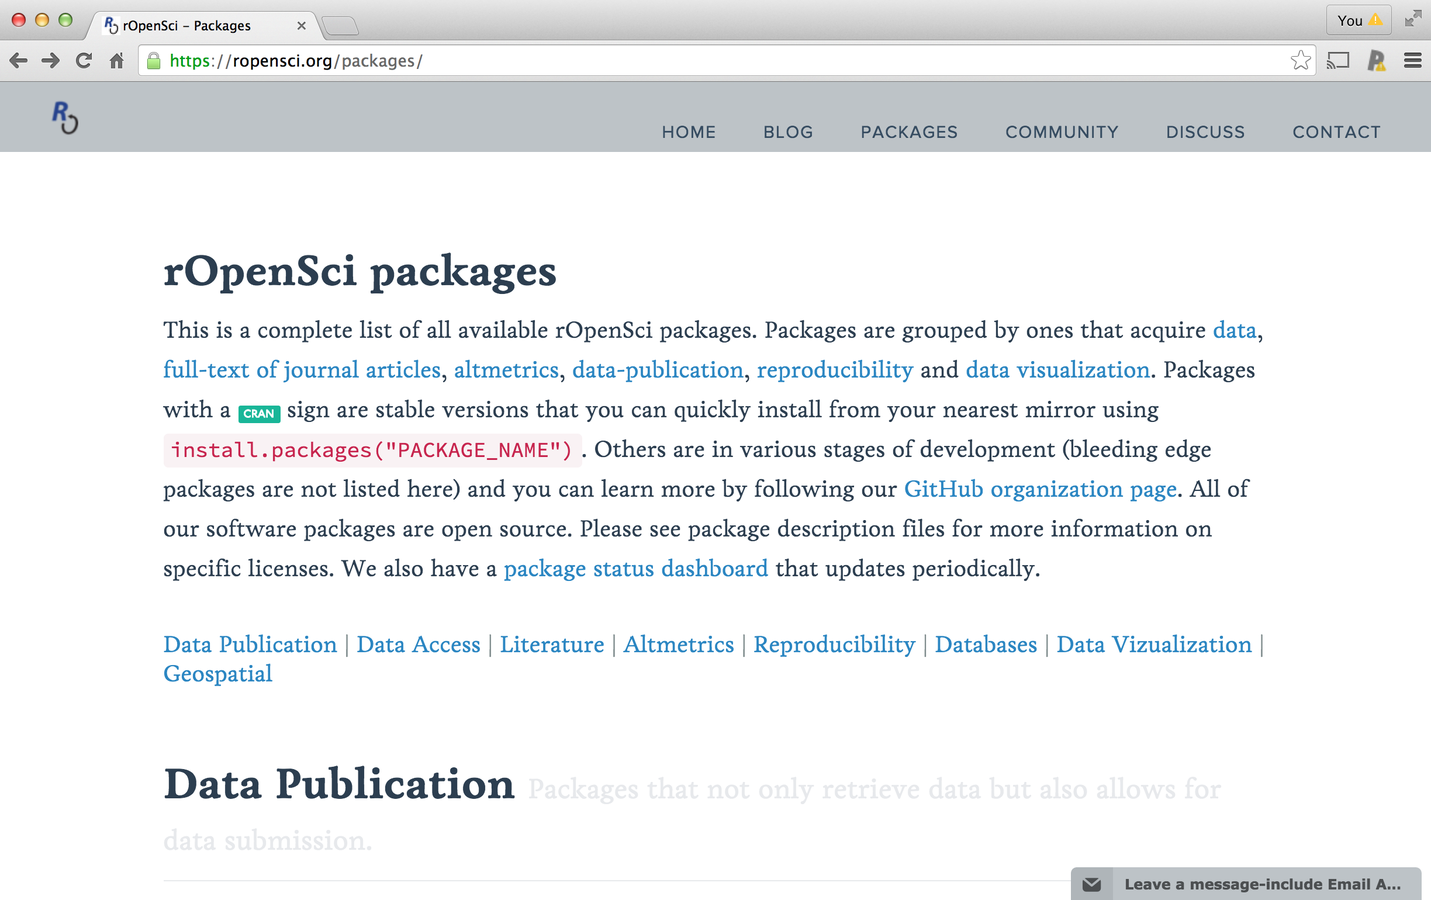 rOpenSci - Packages
You
https://ropensci.org/packages/
R
HOME BLOG PACKAGES COMMUNITY DISCUSS CONTACT
rOpenSci packages
This is a complete list of all available rOpenSci packages. Packages are grouped by ones that acquire data,
full-text of journal articles, altmetrics, data-publication, reproducibility and data visualization. Packages
with a CRAN sign are stable versions that you can quickly install from your nearest mirror using
install.packages("PACKAGE_NAME") . Others are in various stages of development (bleeding edge
packages are not listed here) and you can learn more by following our GitHub organization page. All of
our software packages are open source. Please see package description files for more information on
specific licenses. We also have a package status dashboard that updates periodically.
Data Publication | Data Access | Literature | Altmetrics | Reproducibility | Databases | Data Vizualization |
Geospatial
Data Publication Packages that not only retrieve data but also allows for
data submission.
Leave a message-include Email A...